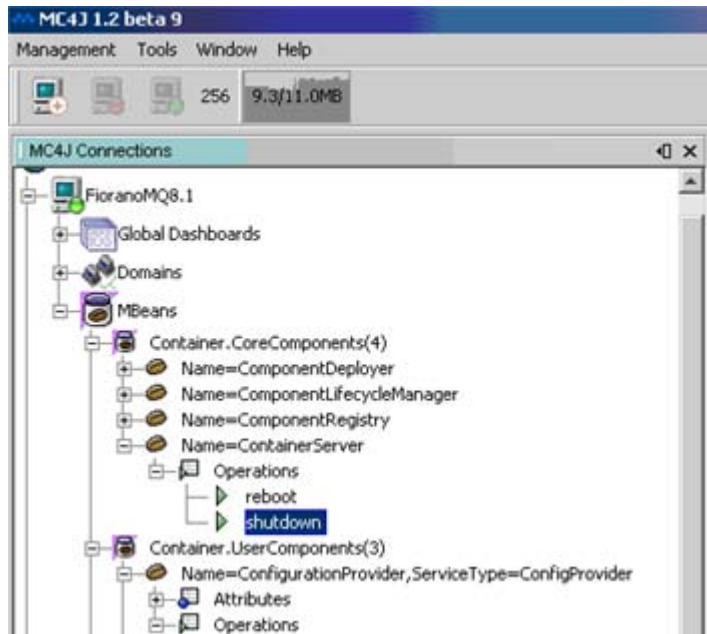 MC4J 1.2 beta 9
Management Tools Window Help
256 9.3/11.0MB
MC4J Connections
FioranoMQ8.1
Global Dashboards
Domains
MBeans
Container.CoreComponents(4)
Name=ComponentDeployer
Name=ComponentLifecycleManager
Name=ComponentRegistry
Name=ContainerServer
Operations
reboot
shutdown
Container.UserComponents(3)
Name=ConfigurationProvider,ServiceType=ConfigProvider
Attributes
Operations